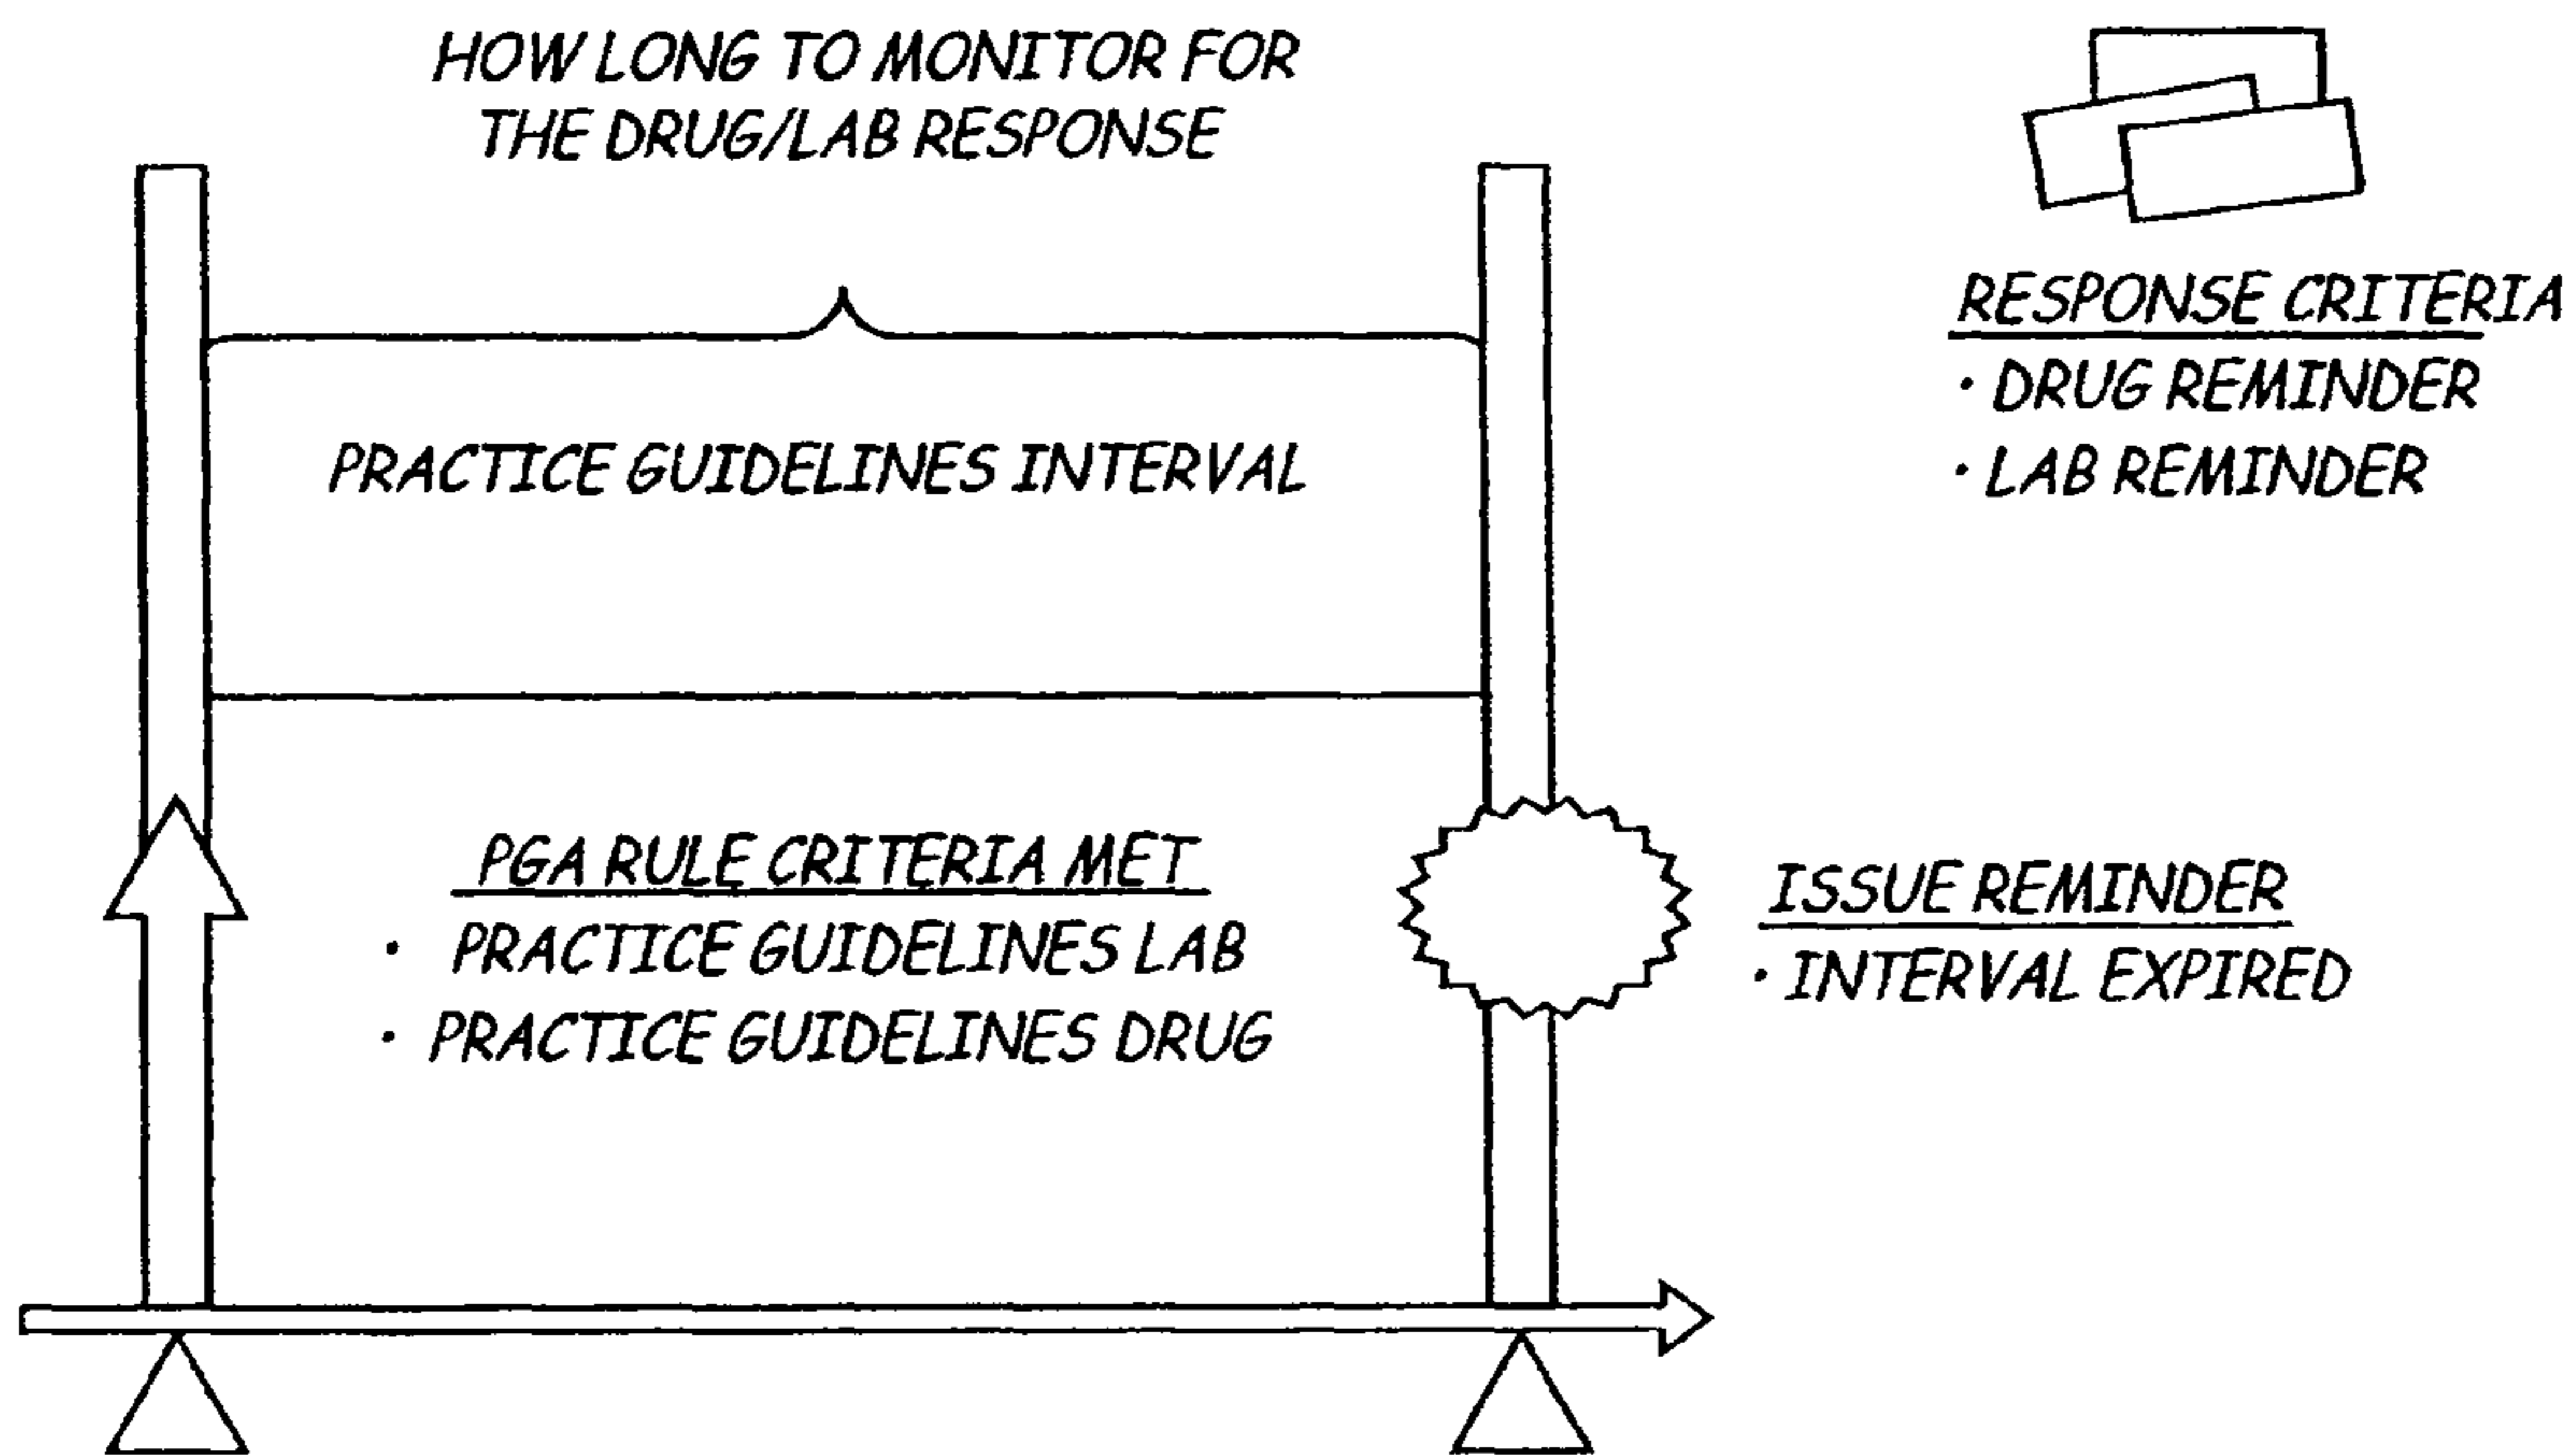 HOW LONG TO MONITOR FOR
THE DRUG/LAB RESPONSE
RESPONSE CRITERIA
· DRUG REMINDER
· LAB REMINDER
PRACTICE GUIDELINES INTERVAL
PGA RULE CRITERIA MET
· PRACTICE GUIDELINES LAB
· PRACTICE GUIDELINES DRUG
ISSUE REMINDER
· INTERVAL EXPIRED